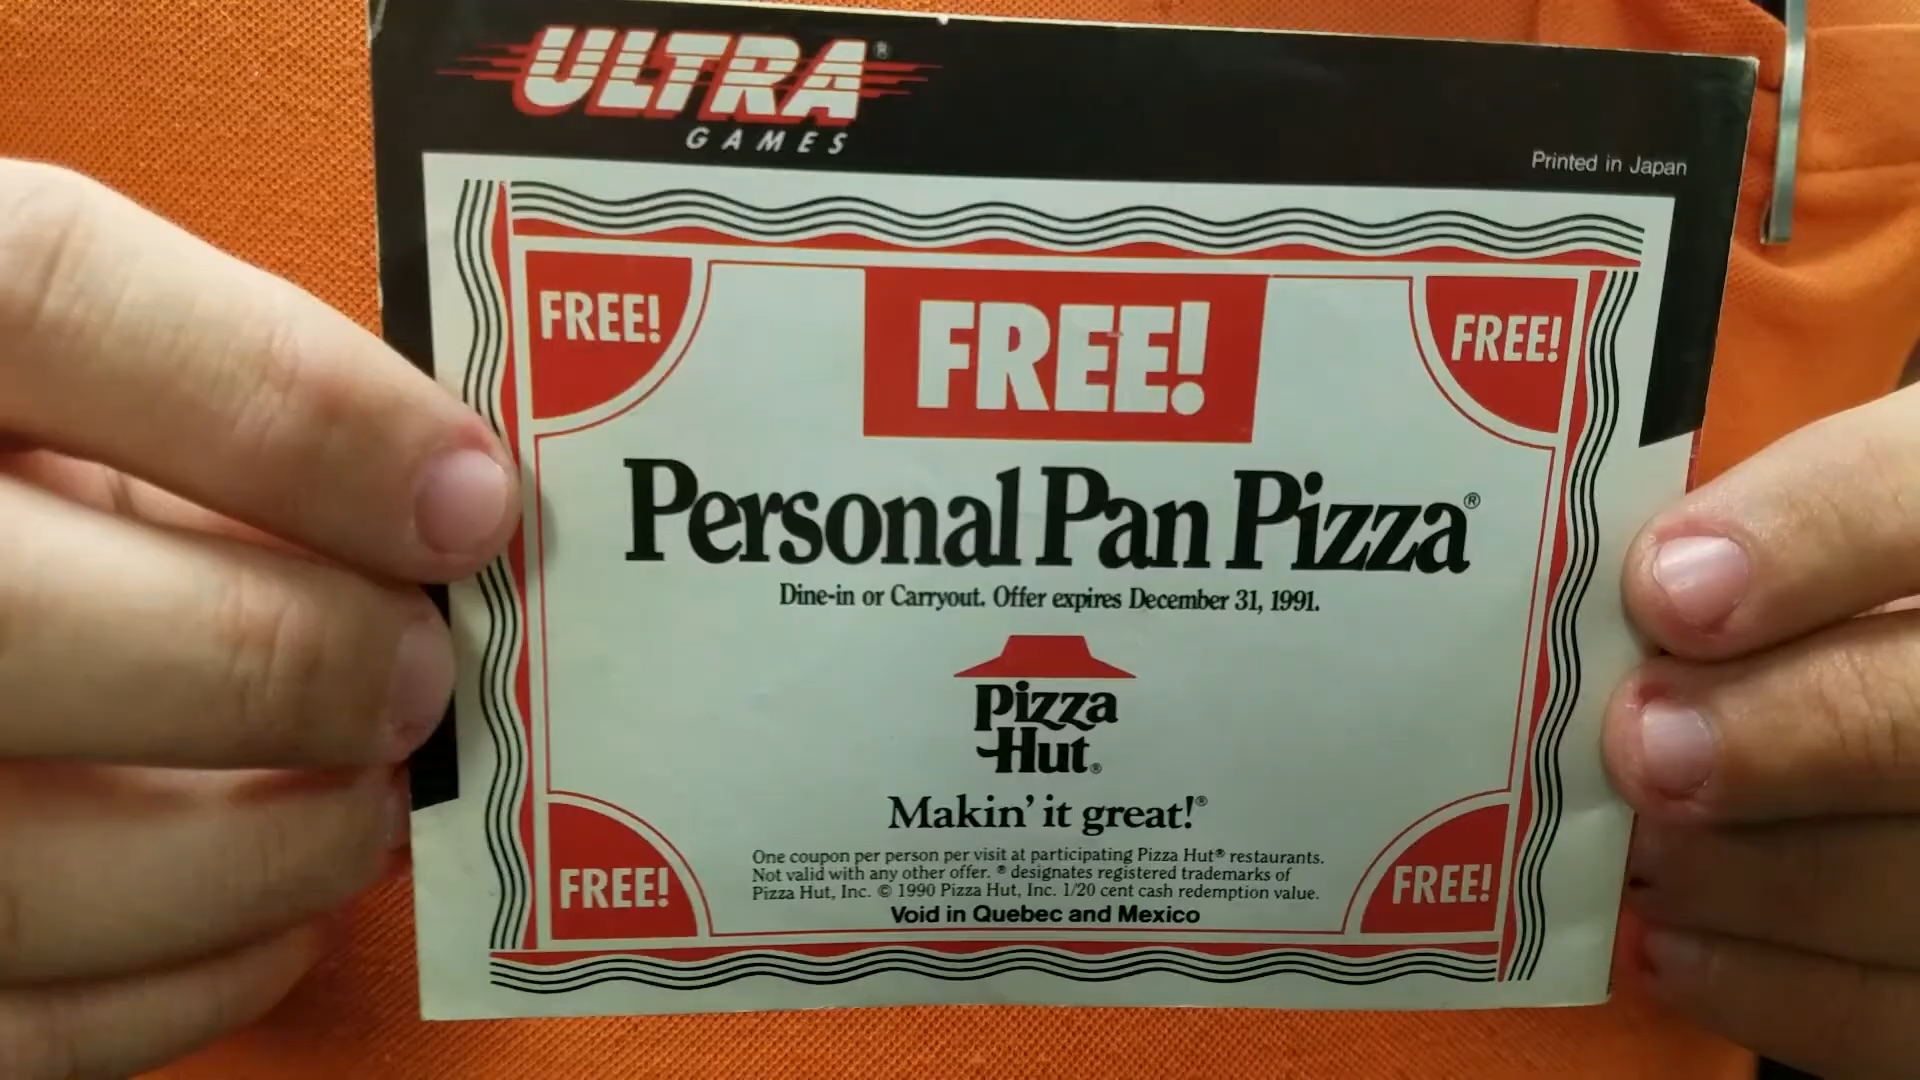 ULTRA®
GAMES
Printed in Japan
FREE!
FREE!
FREE!
Personal Pan Pizza®
Dine-in or Carryout. Offer expires December 31, 1991.
Pizza
Hut®
Makin' it great!®
One coupon per person per visit at participating Pizza Hut® restaurants.
Not valid with any other offer. ® designates registered trademarks of
Pizza Hut, Inc. © 1990 Pizza Hut, Inc. 1/20 cent cash redemption value.
Void in Quebec and Mexico
FREE!
FREE!